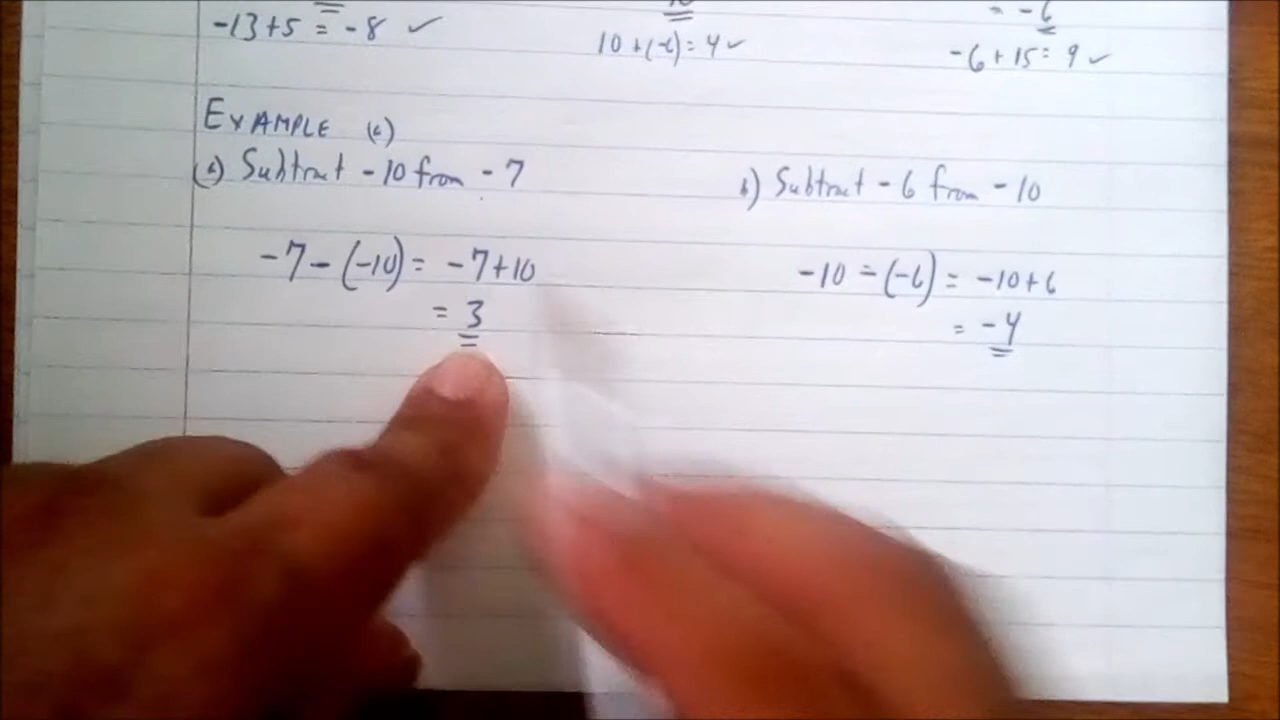 = -6
-13+5 = -8 ✓
10+(-6)= 4 ✓
-6+15= 9 ✓
EXAMPLE (c)
(a) Subtract -10 from -7
b) Subtract -6 from -10
-7-(-10)= -7+10
= 3
-10-(-6)= -10+6
= -4